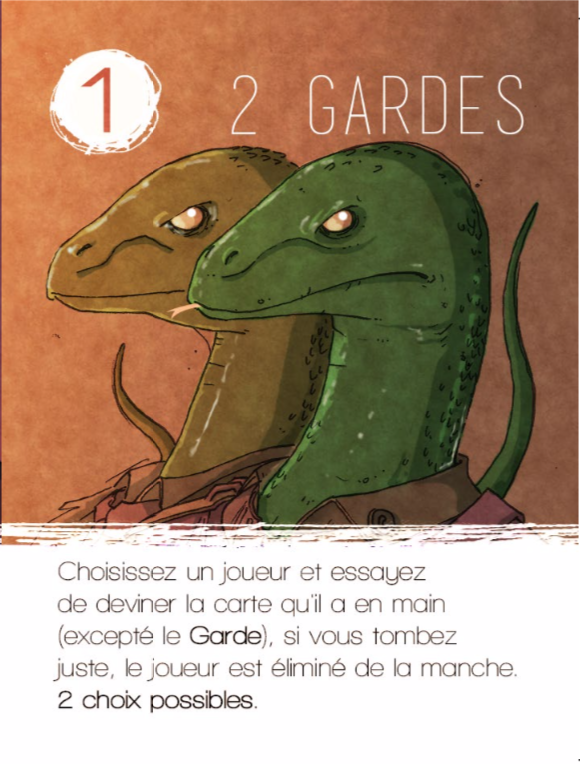 1
2 GARDES
Choisissez un joueur et essayez
de deviner la carte qu'il a en main
(excepté le Garde), si vous tombez
juste, le joueur est éliminé de la manche.
2 choix possibles.